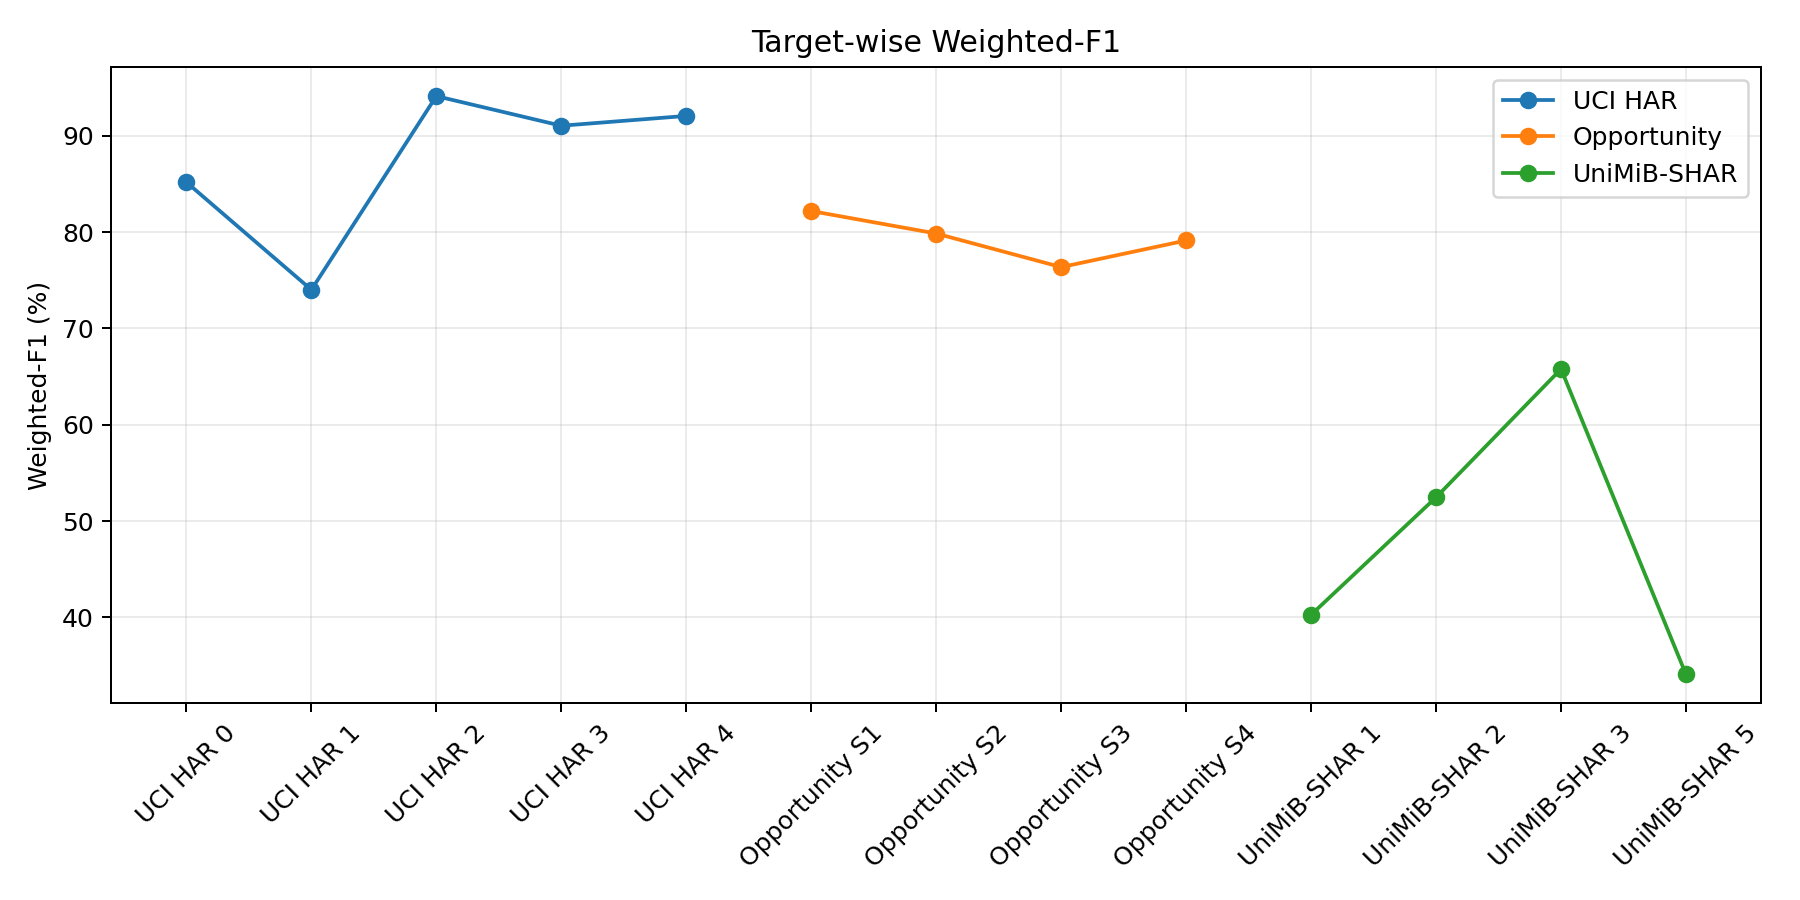 Target-wise Weighted-F1
Weighted-F1 (%)
90
80
70
60
50
40
UCI HAR
Opportunity
UniMiB-SHAR
UCI HAR 0
UCI HAR 1
UCI HAR 2
UCI HAR 3
UCI HAR 4
Opportunity S1
Opportunity S2
Opportunity S3
Opportunity S4
UniMiB-SHAR 1
UniMiB-SHAR 2
UniMiB-SHAR 3
UniMiB-SHAR 5